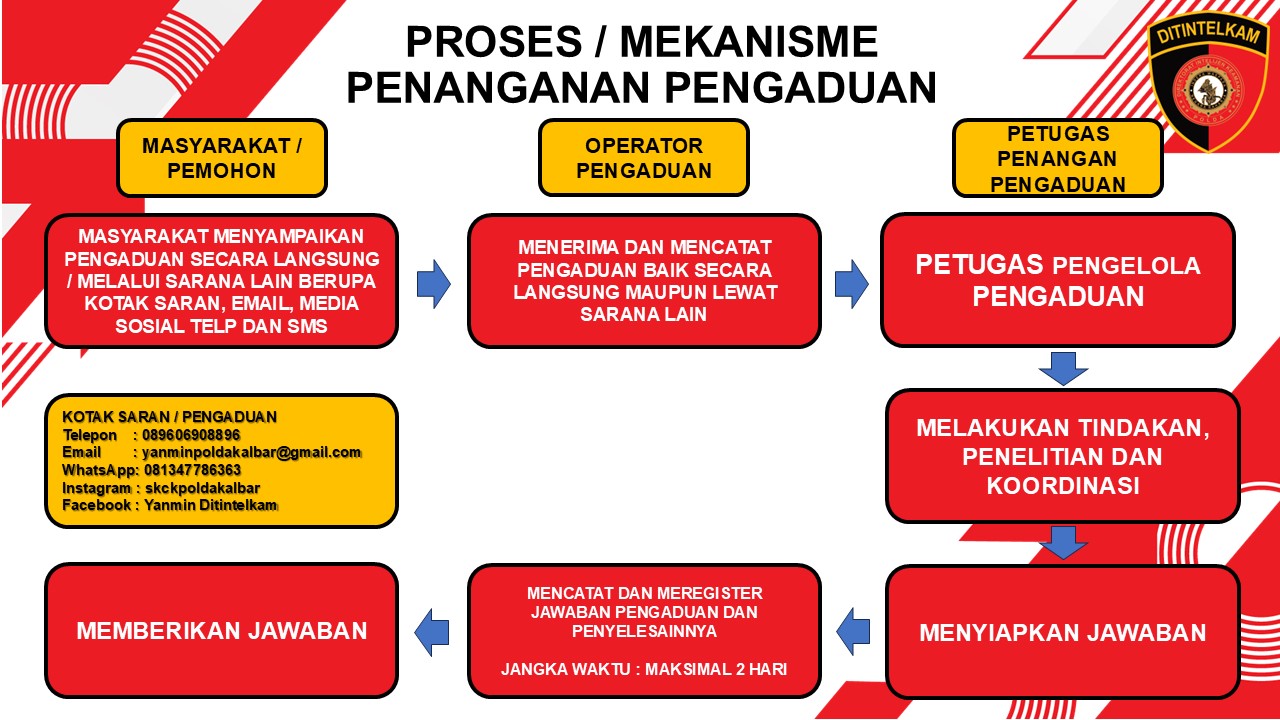 PROSES / MEKANISME
PENANGANAN PENGADUAN
DITINTELKAM
POLDA
MASYARAKAT /
PEMOHON
OPERATOR
PENGADUAN
PETUGAS
PENANGAN
PENGADUAN
MASYARAKAT MENYAMPAIKAN
PENGADUAN SECARA LANGSUNG
/ MELALUI SARANA LAIN BERUPA
KOTAK SARAN, EMAIL, MEDIA
SOSIAL TELP DAN SMS
MENERIMA DAN MENCATAT
PENGADUAN BAIK SECARA
LANGSUNG MAUPUN LEWAT
SARANA LAIN
PETUGAS PENGELOLA
PENGADUAN
KOTAK SARAN / PENGADUAN
Telepon : 089606908896
Email : yanminpoldakalbar@gmail.com
WhatsApp: 081347786363
Instagram : skckpoldakalbar
Facebook : Yanmin Ditintelkam
MELAKUKAN TINDAKAN,
PENELITIAN DAN
KOORDINASI
MEMBERIKAN JAWABAN
MENCATAT DAN MEREGISTER
JAWABAN PENGADUAN DAN
PENYELESAINNYA
JANGKA WAKTU : MAKSIMAL 2 HARI
MENYIAPKAN JAWABAN